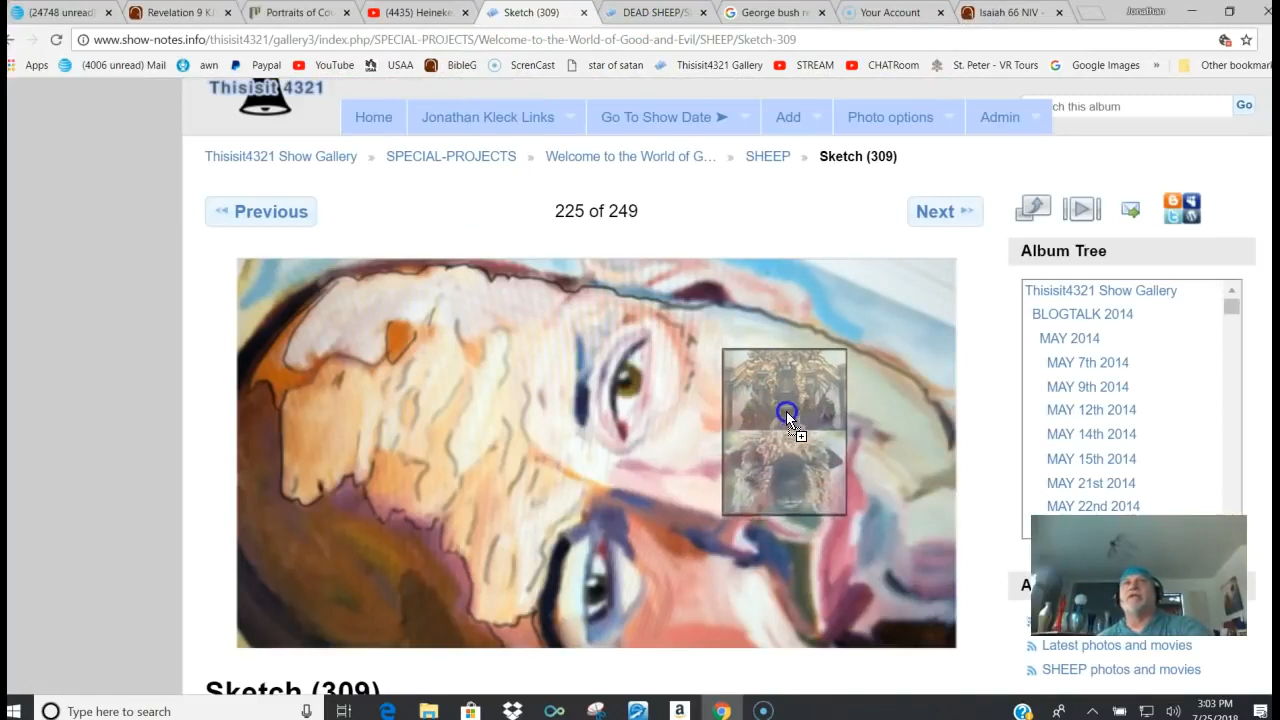 (24748 unread)
Revelation 9 KJ
Portraits of Cou
(4435) Heineke
Sketch (309)
DEAD SHEEP/S
George bush re
Your Account
Isaiah 66 NIV -
Jonathan
www.show-notes.info/thisisit4321/gallery3/index.php/SPECIAL-PROJECTS/Welcome-to-the-World-of-Good-and-Evil/SHEEP/Sketch-309
Apps (4006 unread) Mail awn Paypal YouTube USAA BibleG ScrenCast star of satan Thisisit4321 Gallery STREAM CHATRoom St. Peter - VR Tours Google Images » Other bookmar
Thisisit 4321
Home Jonathan Kleck Links Go To Show Date ➤ Add Photo options Admin ch this album Go
Thisisit4321 Show Gallery » SPECIAL-PROJECTS » Welcome to the World of G... » SHEEP » Sketch (309)
Previous 225 of 249 Next
Album Tree
Thisisit4321 Show Gallery
BLOGTALK 2014
MAY 2014
MAY 7th 2014
MAY 9th 2014
MAY 12th 2014
MAY 14th 2014
MAY 15th 2014
MAY 21st 2014
MAY 22nd 2014
A
Latest photos and movies
SHEEP photos and movies
Sketch (309)
Type here to search
3:03 PM
7/25/2018